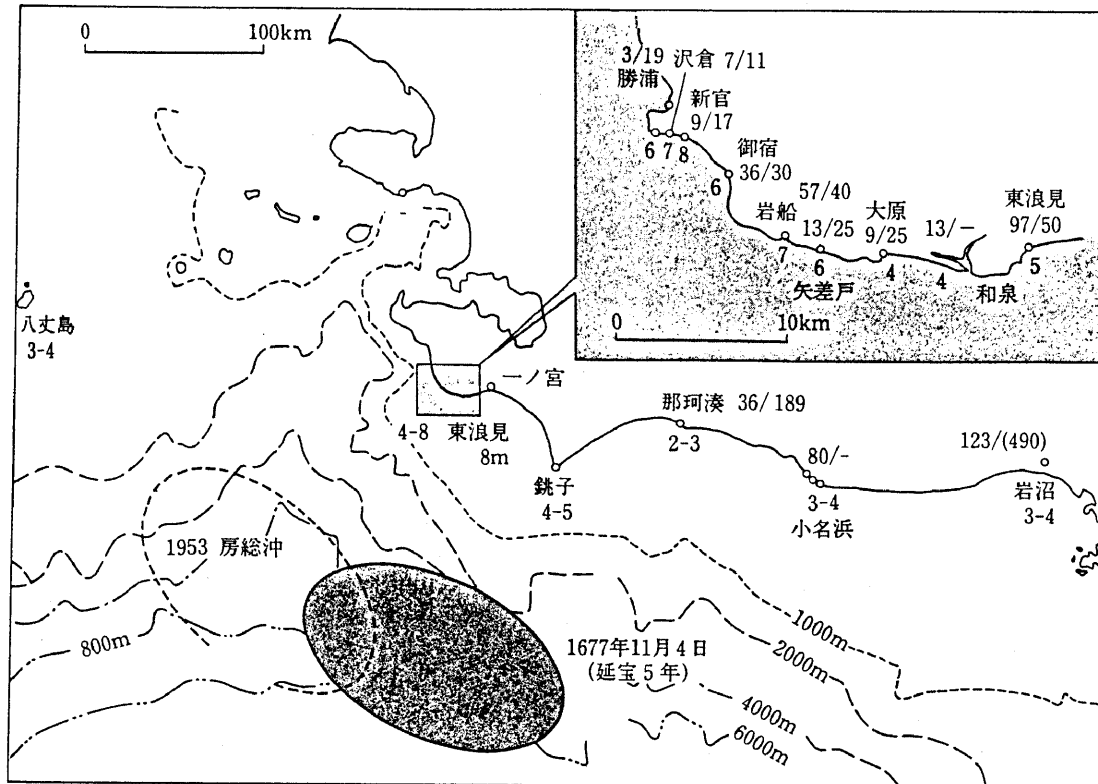 0 100km
3/19 沢倉 7/11
勝浦
新官
9/17
6 7 8
御宿
36/30
6
57/40
岩船
13/25
7
6
矢差戸
大原
9/25
4
13/-
4
和泉
東浪見
97/50
5
0 10km
八丈島
3-4
一ノ宮
4-8 東浪見
8m
銚子
4-5
那珂湊 36/189
2-3
80/-
3-4
小名浜
123/(490)
岩沼
3-4
1953 房総沖
800m
1677年11月4日
(延宝5年)
1000m
2000m
4000m
6000m